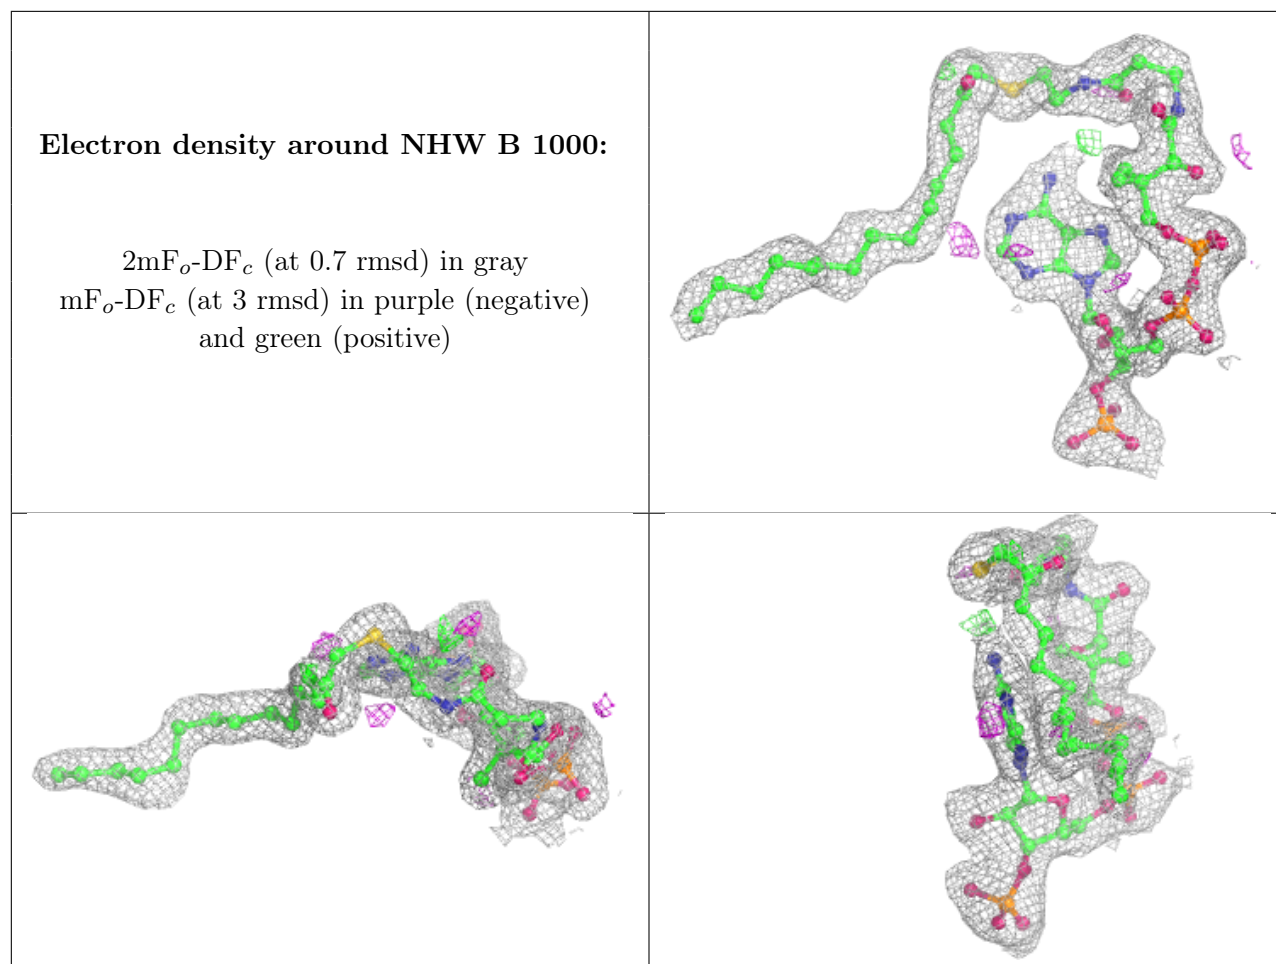 Electron density around NHW B 1000:
2mFo-DFc (at 0.7 rmsd) in gray
mFo-DFc (at 3 rmsd) in purple (negative)
and green (positive)